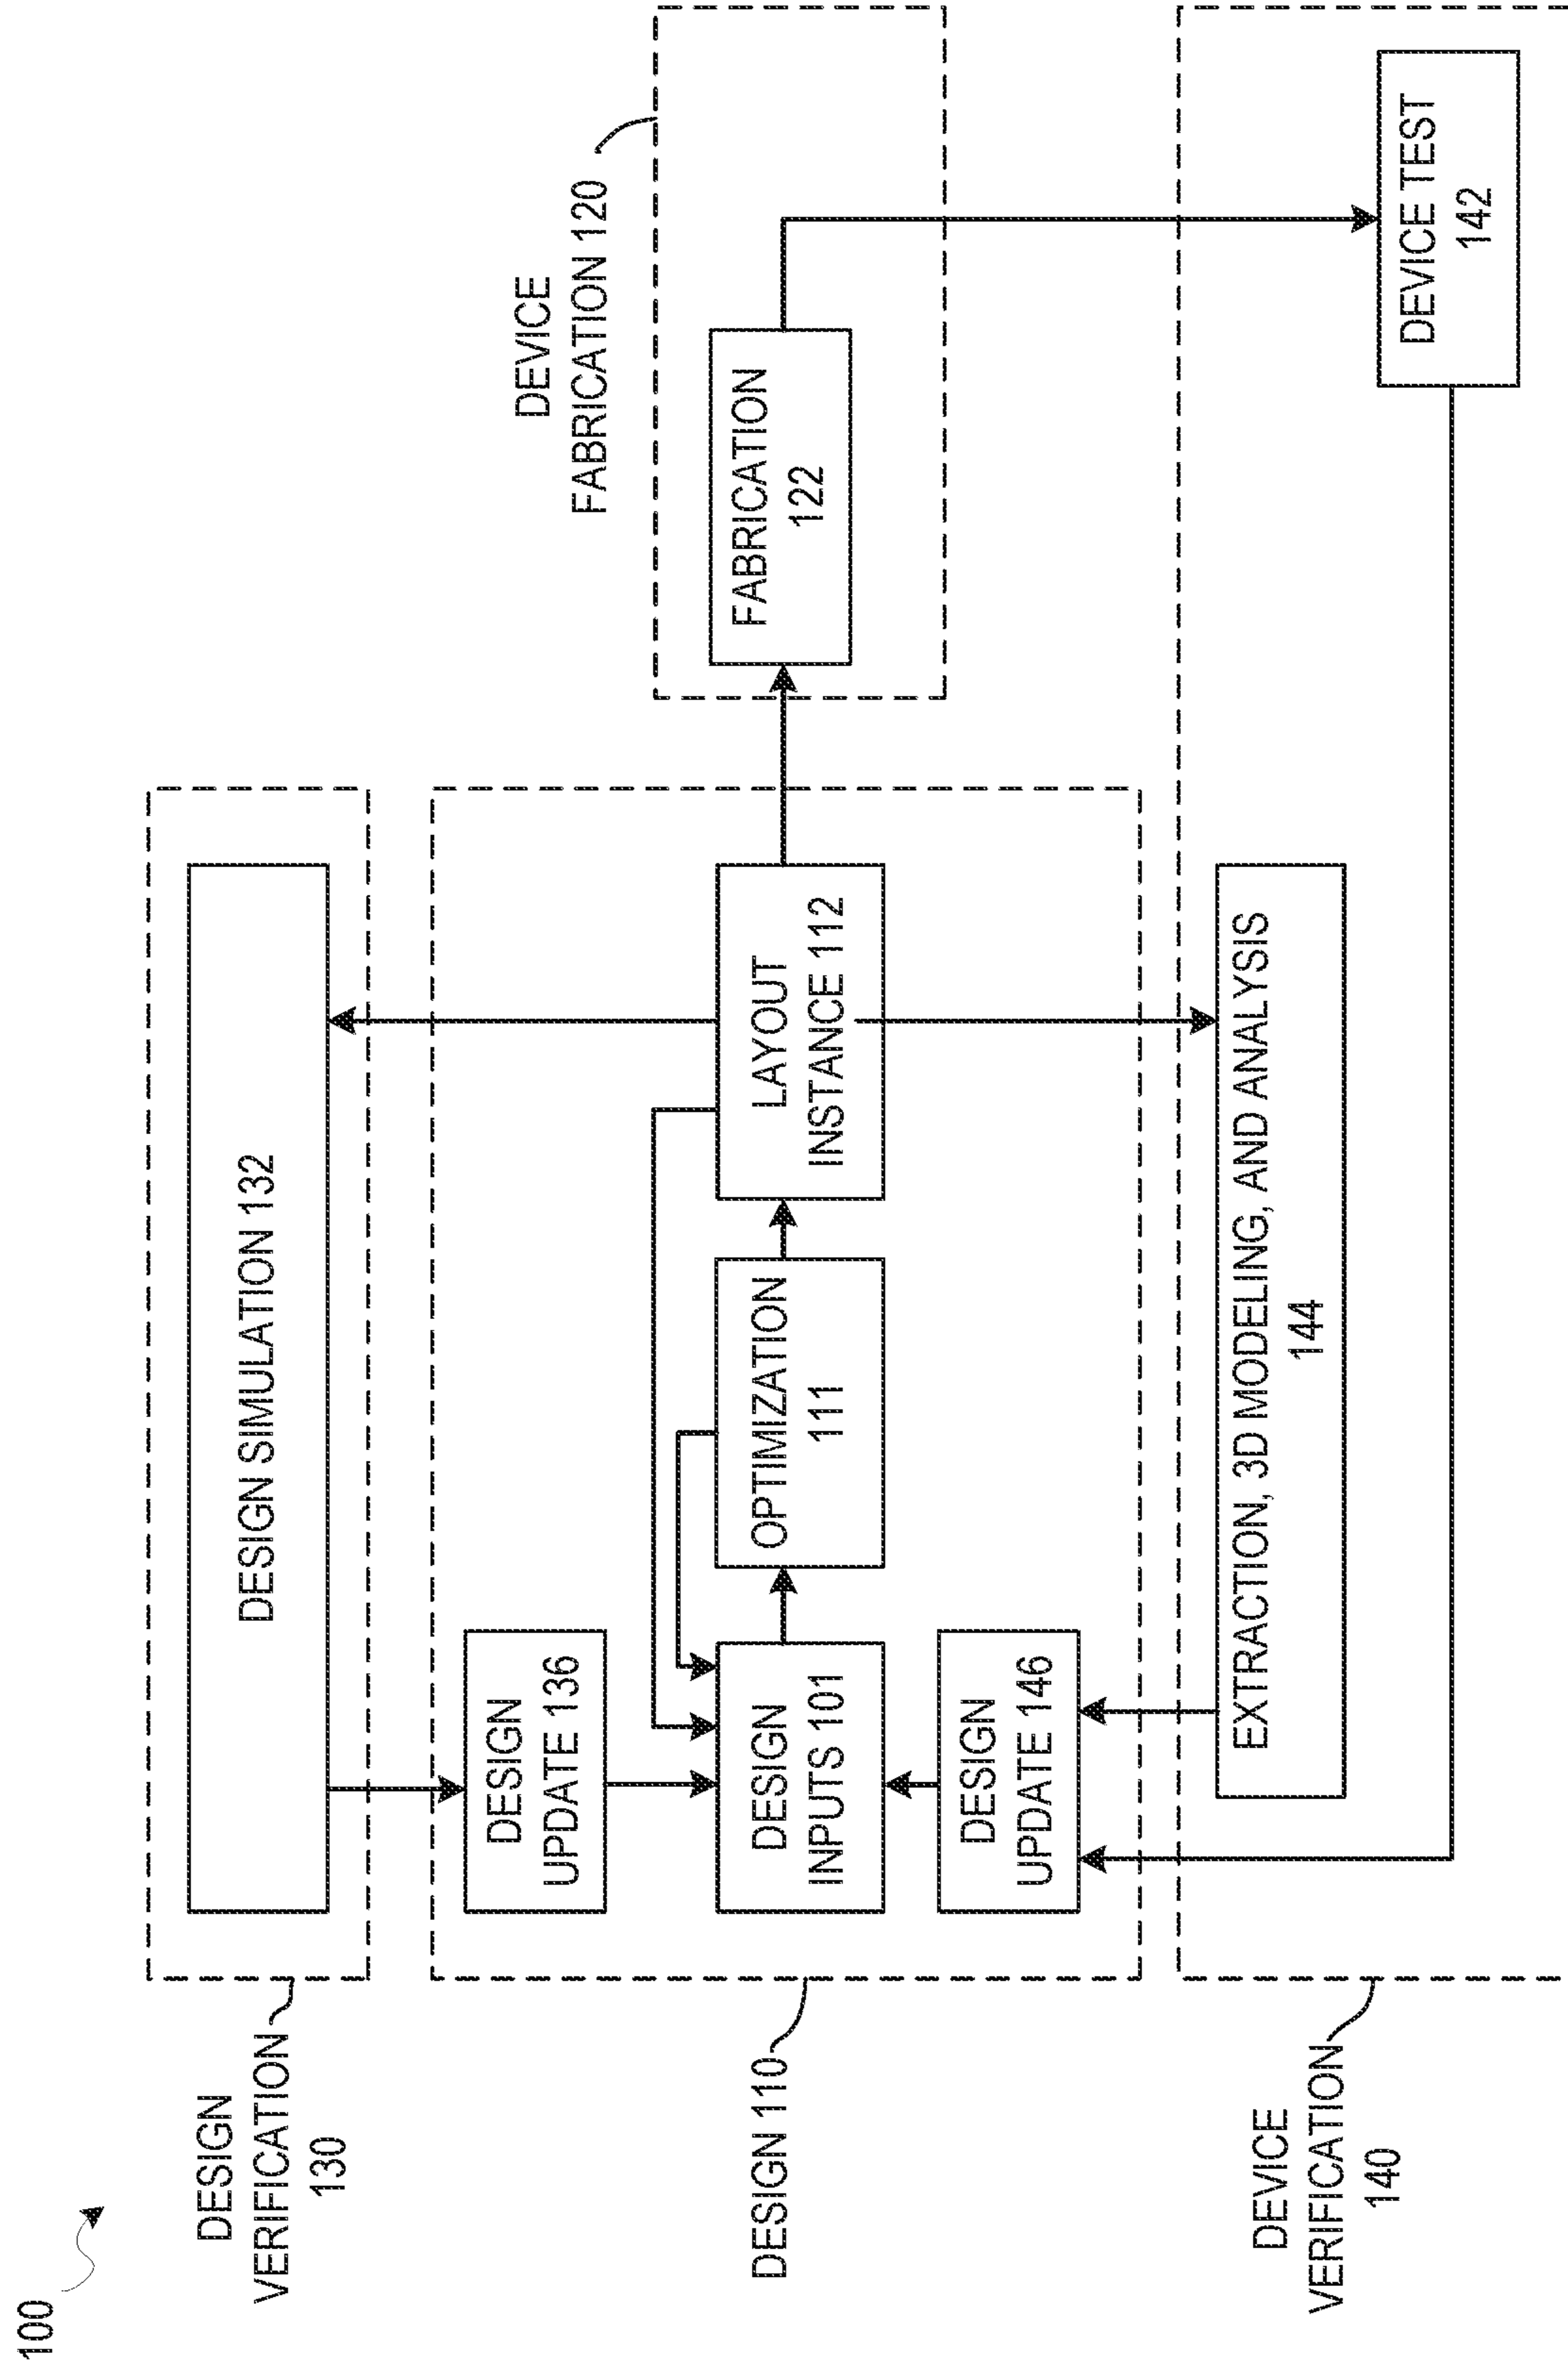 100
DESIGN
VERIFICATION
130
DESIGN SIMULATION 132
DESIGN 110
DESIGN
UPDATE 136
DESIGN
INPUTS 101
OPTIMIZATION
111
LAYOUT
INSTANCE 112
DESIGN
UPDATE 146
DEVICE
FABRICATION 120
FABRICATION
122
DEVICE
VERIFICATION
140
EXTRACTION, 3D MODELING, AND ANALYSIS
144
DEVICE TEST
142